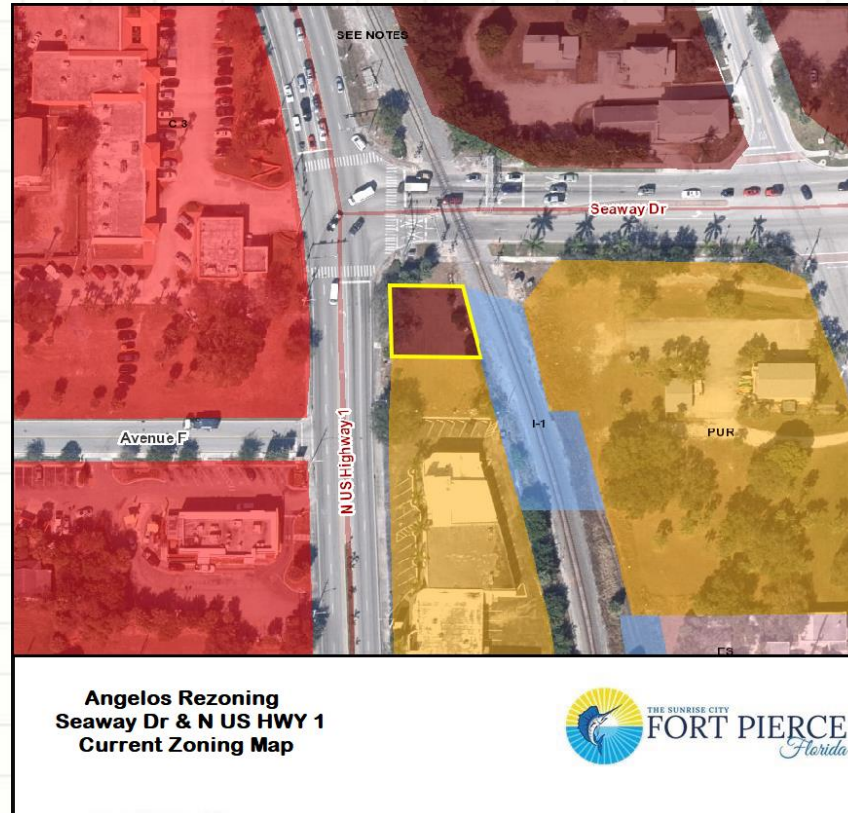 SEE NOTES
C-3
Seaway Dr
Avenue F
N US Highway 1
I-1
PUR
Angelos Rezoning
Seaway Dr & N US HWY 1
Current Zoning Map
THE SUNRISE CITY
FORT PIERCE
Florida